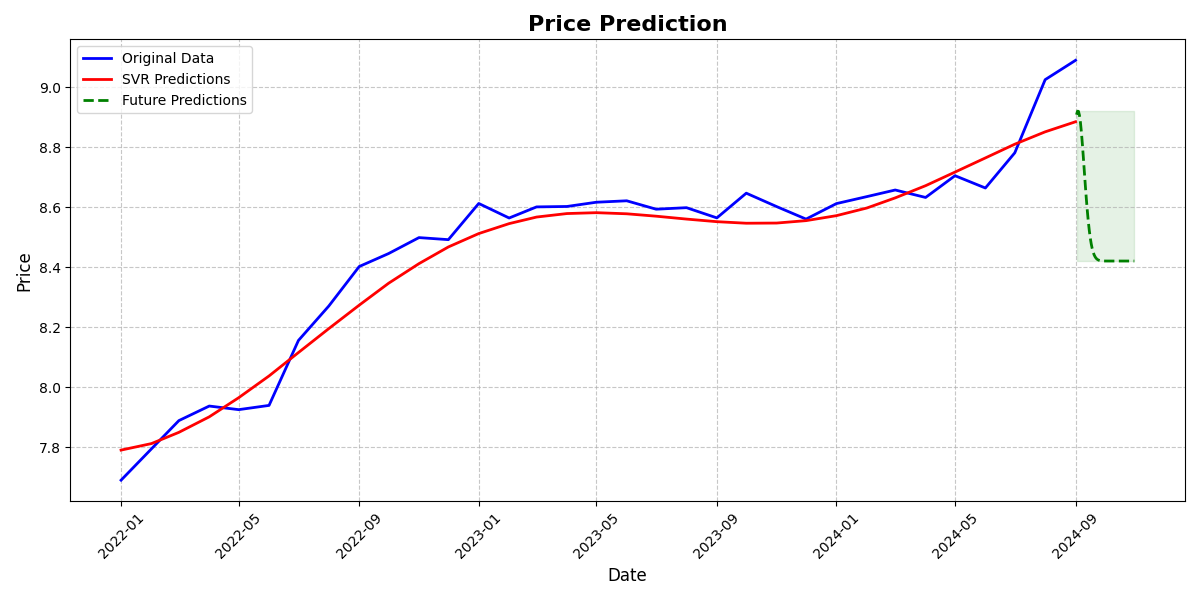 Price Prediction
Original Data
SVR Predictions
Future Predictions
Price
9.0
8.8
8.6
8.4
8.2
8.0
7.8
2022-01
2022-05
2022-09
2023-01
2023-05
2023-09
2024-01
2024-05
2024-09
Date